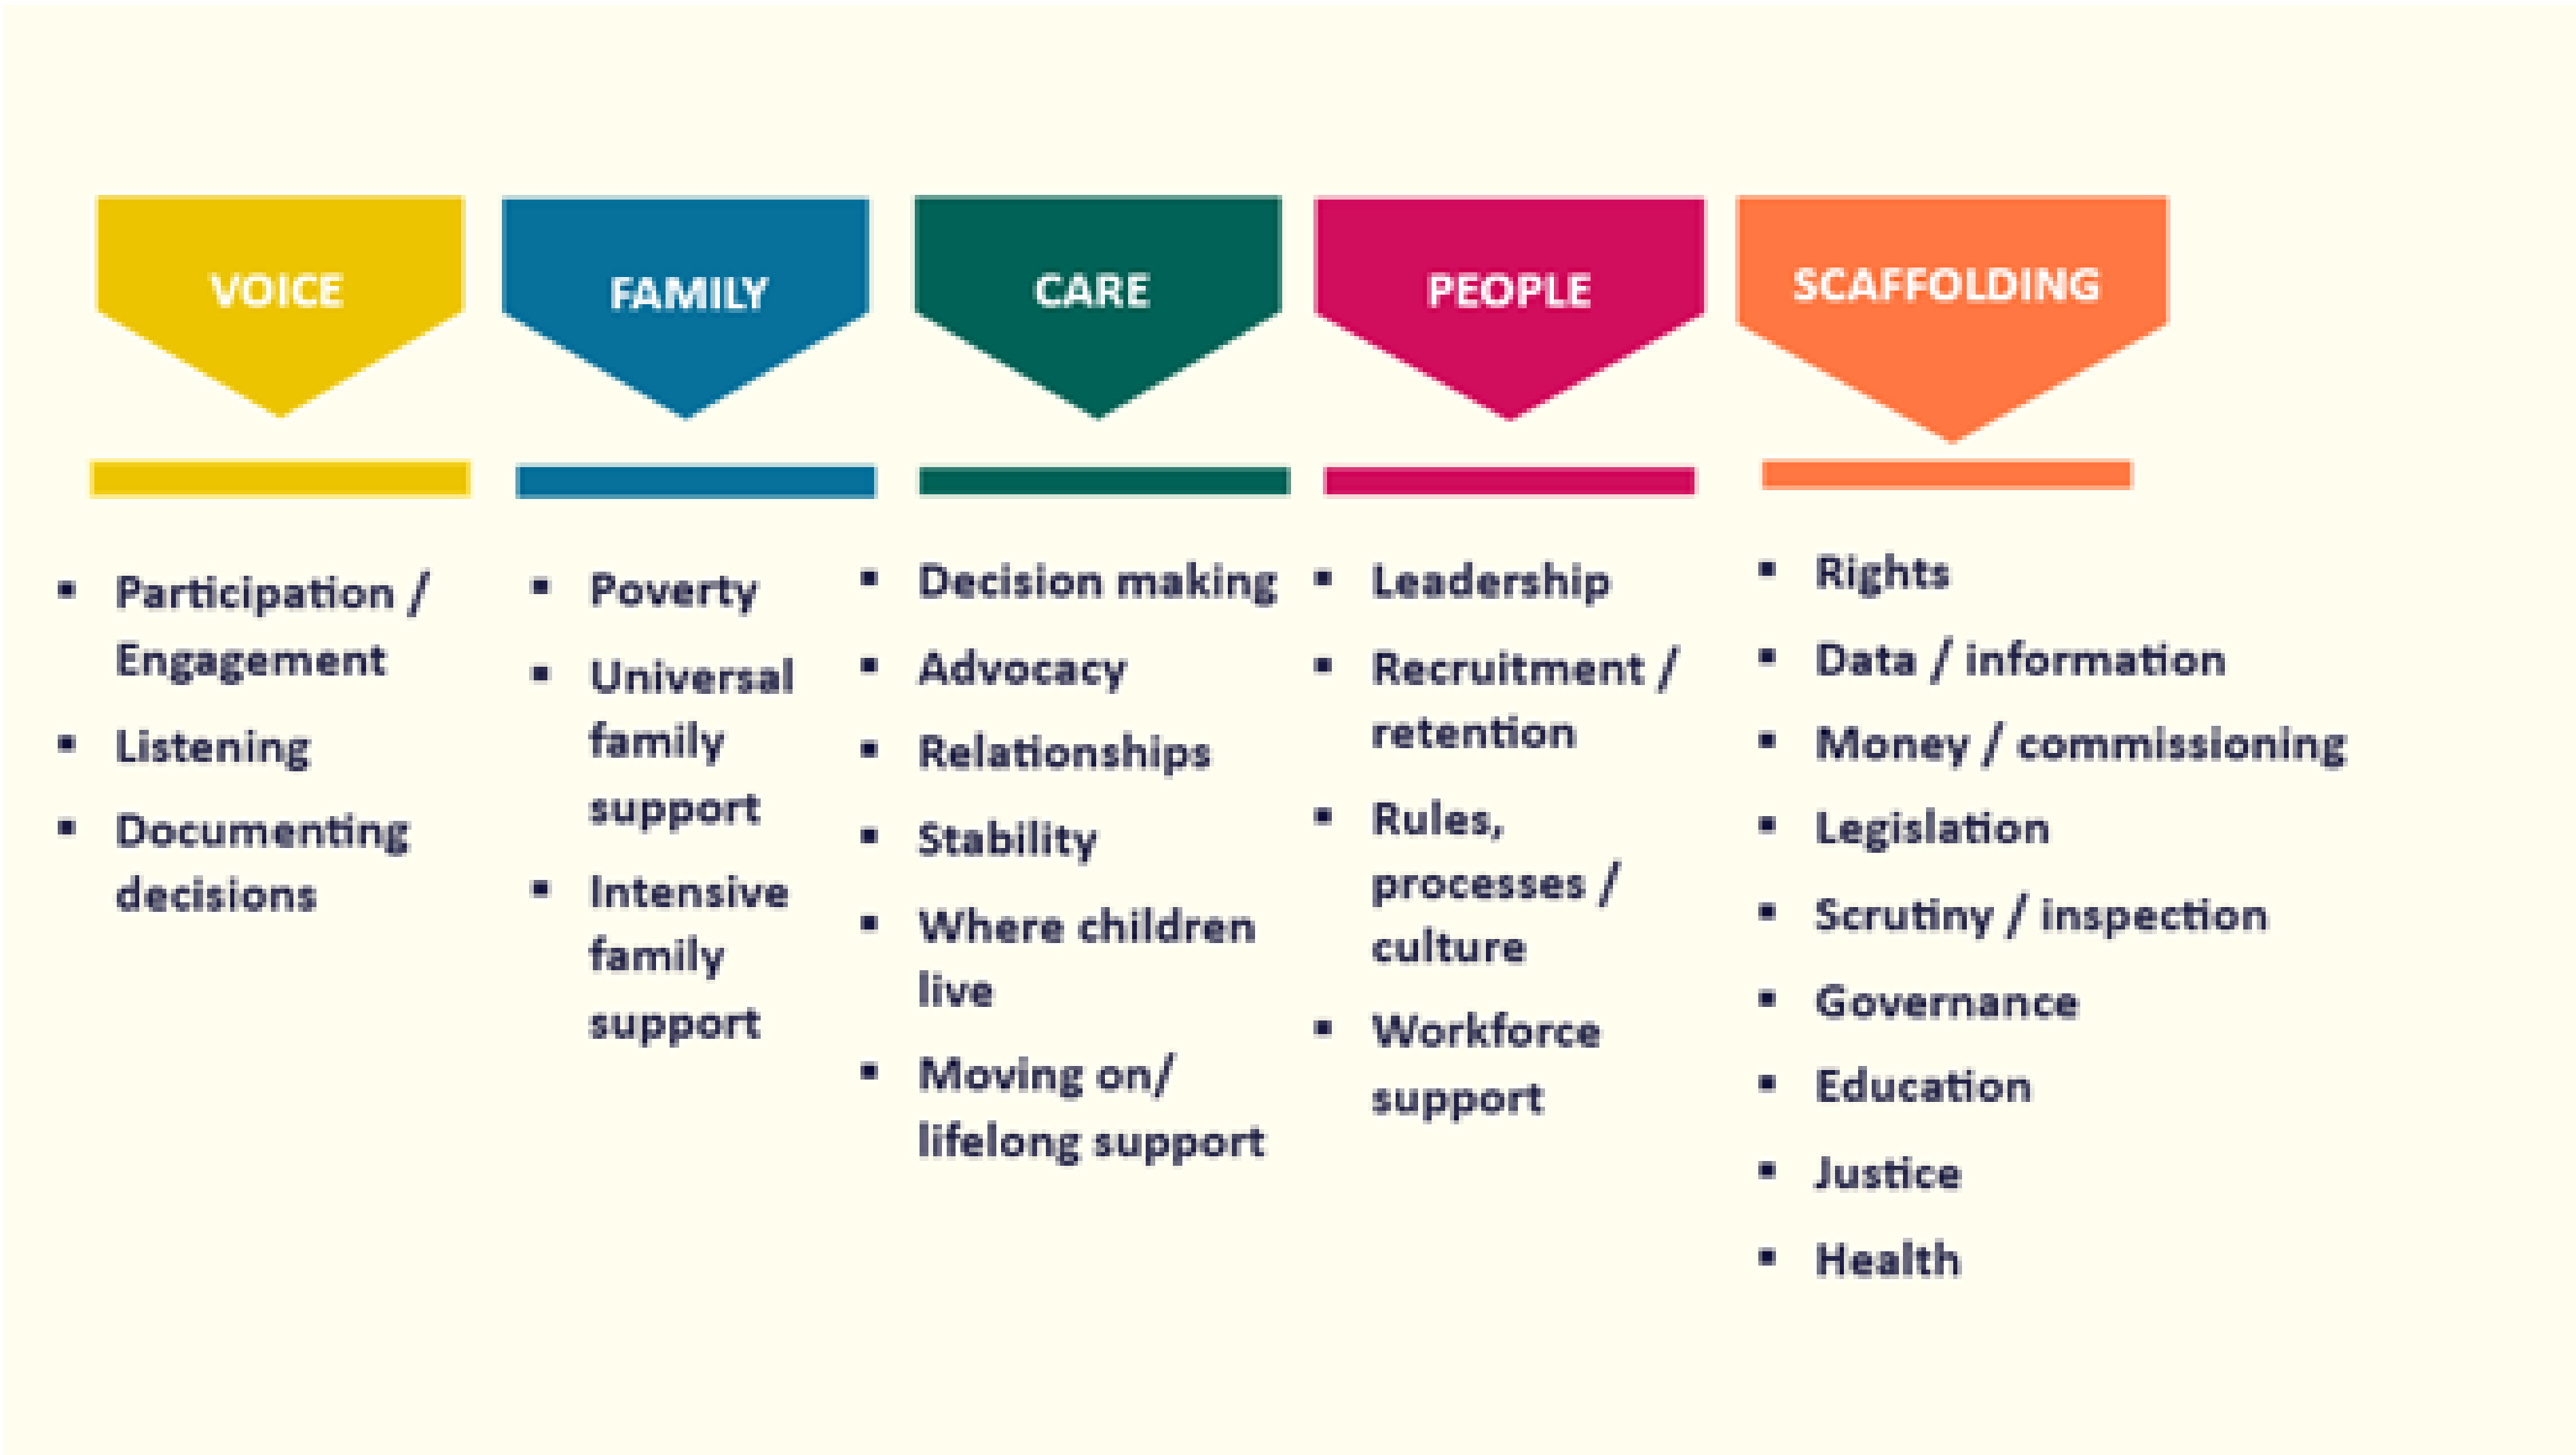 VOICE
Participation /
Engagement
Listening
Documenting
decisions
FAMILY
Poverty
Universal
family
support
Intensive
family
support
CARE
Decision making
Advocacy
Relationships
Stability
Where children
live
Moving on/
lifelong support
PEOPLE
Leadership
Recruitment /
retention
Rules,
processes /
culture
Workforce
support
SCAFFOLDING
Rights
Data / information
Money / commissioning
Legislation
Scrutiny / inspection
Governance
Education
Justice
Health